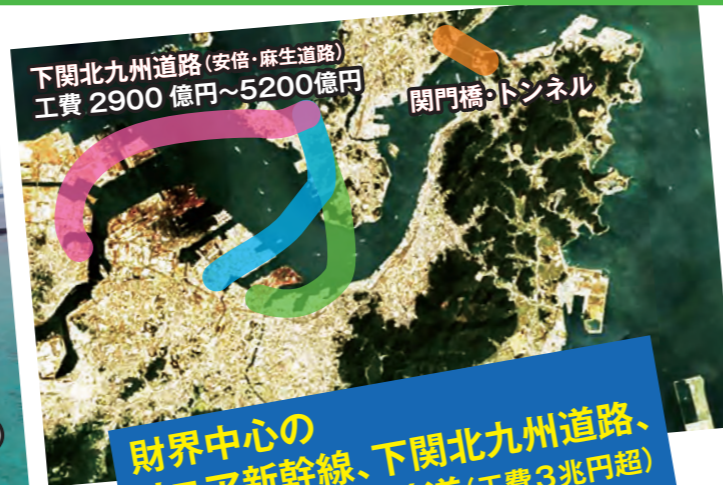 下関北九州道路(安倍・麻生道路)
工費 2900 億円〜5200億円
関門橋・トンネル
財界中心の
ニア新幹線、下関北九州道路、
(工費3兆円超)